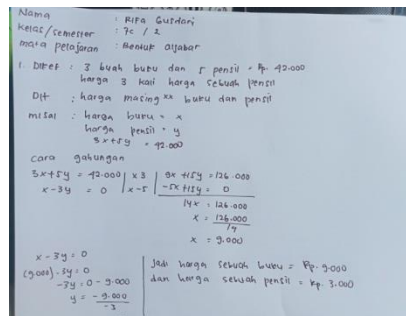 Nama : Rifa Gusdari
Kelas/semester : 7c / 2
mata pelajaran : Bentuk aljabar
1. Diket : 3 buah buku dan 5 pensil = Rp. 42.000
harga 3 kali harga sebuah pensil
Dit : harga masing" buku dan pensil
misal : harga buku = x
harga pensil = y
3x+5y = 42.000
cara gabungan
3x+5y = 42.000 | x3 | 9x +15y = 126.000
x-3y = 0 | x-5 | -5x +15y = 0
14x = 126.000
x = 126.000
14
x = 9.000
x - 3y = 0
(9.000) - 3y = 0
-3y = 0 - 9.000
y = - 9.000
-3
Jadi harga sebuah buku = Rp. 9.000
dan harga sebuah pensil = Rp. 3.000